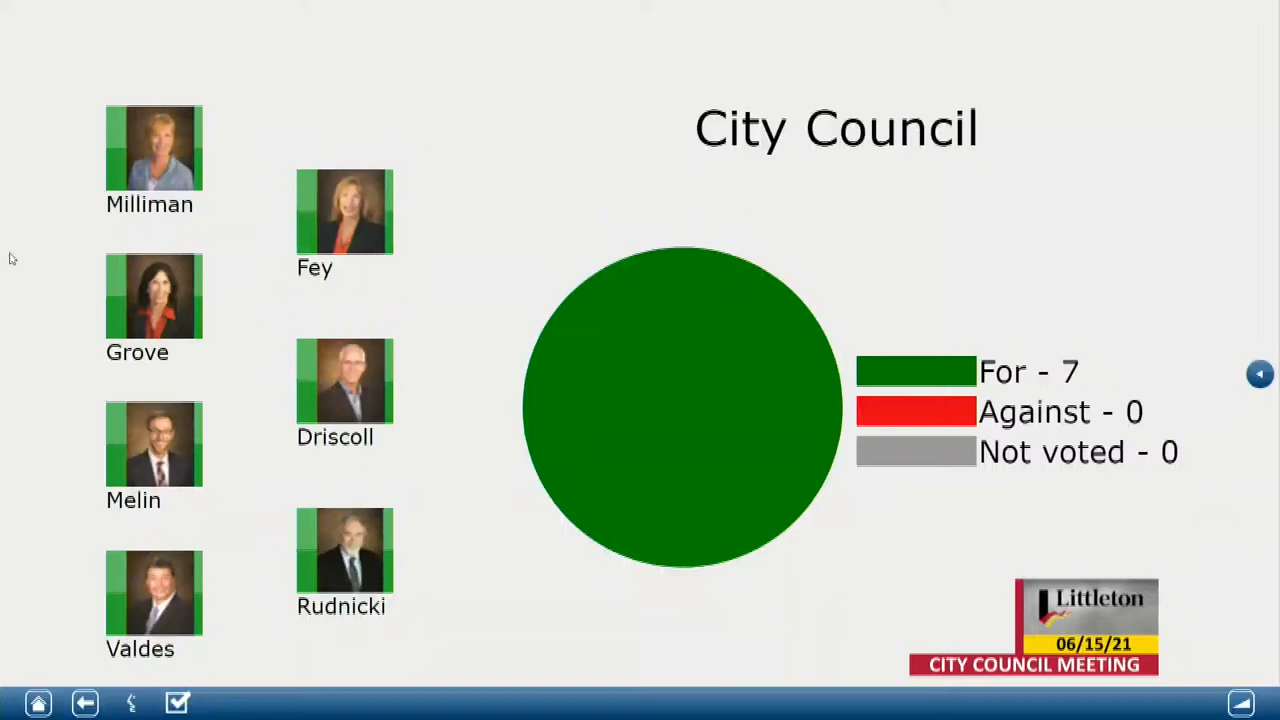 City Council
Milliman
Fey
Grove
Driscoll
Melin
Rudnicki
Valdes
For - 7
Against - 0
Not voted - 0
Littleton
06/15/21
CITY COUNCIL MEETING